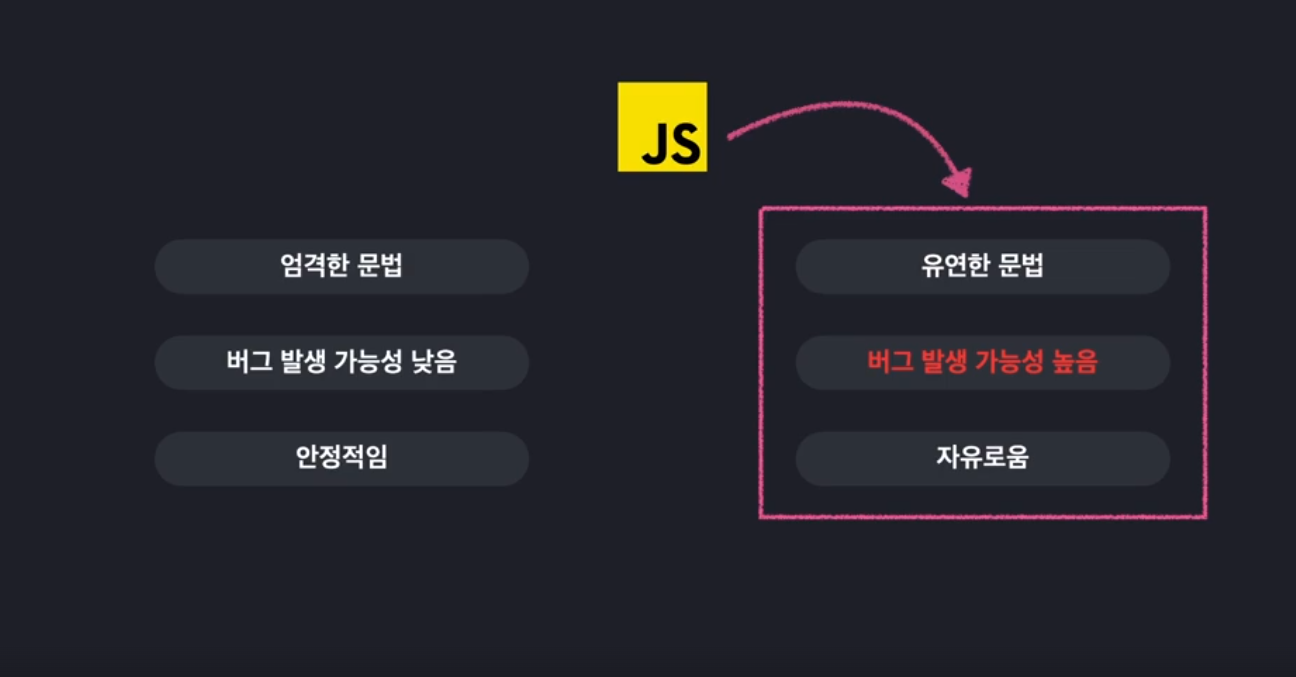 JS
엄격한 문법
유연한 문법
버그 발생 가능성 낮음
버그 발생 가능성 높음
안정적임
자유로움